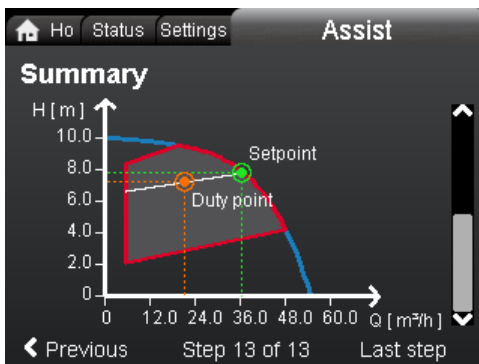 Ho Status Settings Assist
Summary
H [ m ]
10.0
8.0
6.0
4.0
2.0
0
Setpoint
Duty point
0 12.0 24.0 36.0 48.0 60.0 Q [ m³/h ]
Previous Step 13 of 13 Last step